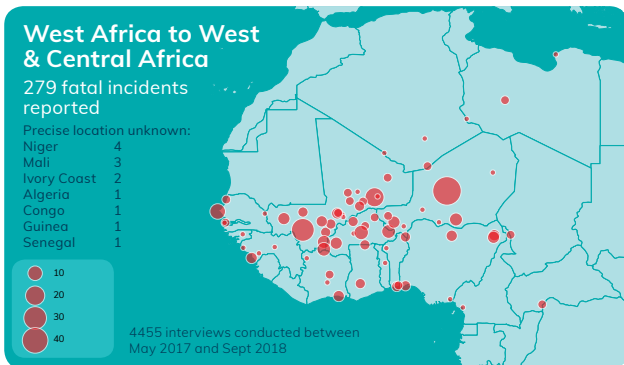 West Africa to West
& Central Africa
279 fatal incidents
reported
Precise location unknown:
Niger 4
Mali 3
Ivory Coast 2
Algeria 1
Congo 1
Guinea 1
Senegal 1
10
20
30
40
4455 interviews conducted between
May 2017 and Sept 2018